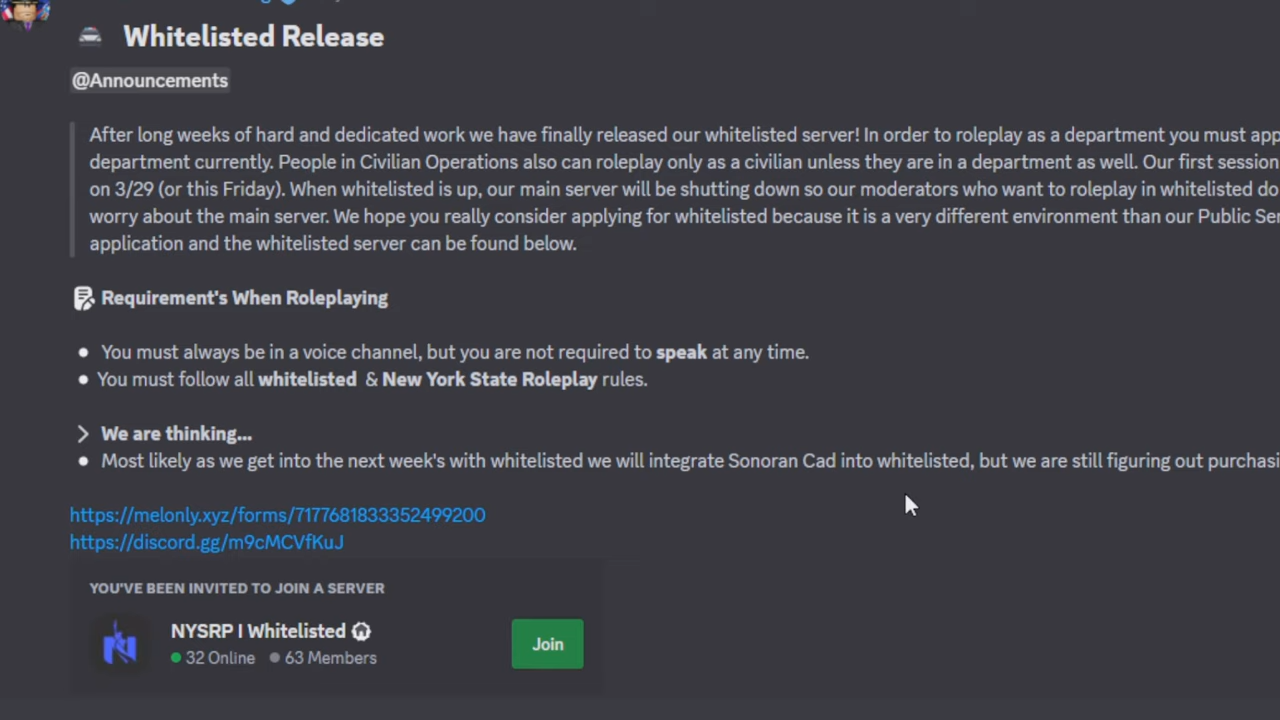 Whitelisted Release
@Announcements
After long weeks of hard and dedicated work we have finally released our whitelisted server! In order to roleplay as a department you must app
department currently. People in Civilian Operations also can roleplay only as a civilian unless they are in a department as well. Our first session
on 3/29 (or this Friday). When whitelisted is up, our main server will be shutting down so our moderators who want to roleplay in whitelisted do
worry about the main server. We hope you really consider applying for whitelisted because it is a very different environment than our Public Se
application and the whitelisted server can be found below.
Requirement's When Roleplaying
You must always be in a voice channel, but you are not required to speak at any time.
You must follow all whitelisted & New York State Roleplay rules.
We are thinking...
Most likely as we get into the next week's with whitelisted we will integrate Sonoran Cad into whitelisted, but we are still figuring out purchasi
https://melonly.xyz/forms/7177681833352499200
https://discord.gg/m9cMCVfKuJ
YOU'VE BEEN INVITED TO JOIN A SERVER
NYSRP | Whitelisted
32 Online 63 Members
Join